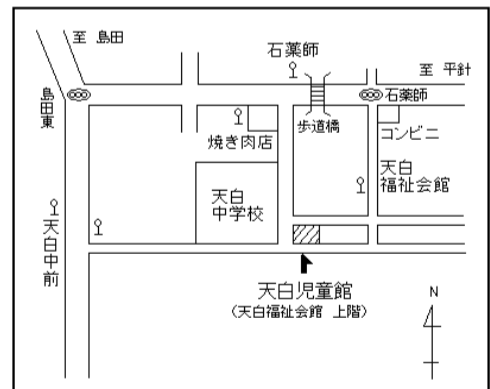 至 島田
石薬師
至 平針
島田東
石薬師
歩道橋
コンビニ
焼き肉店
天白
福祉会館
天白
中学校
天白中前
天白児童館
(天白福祉会館 上階)
N